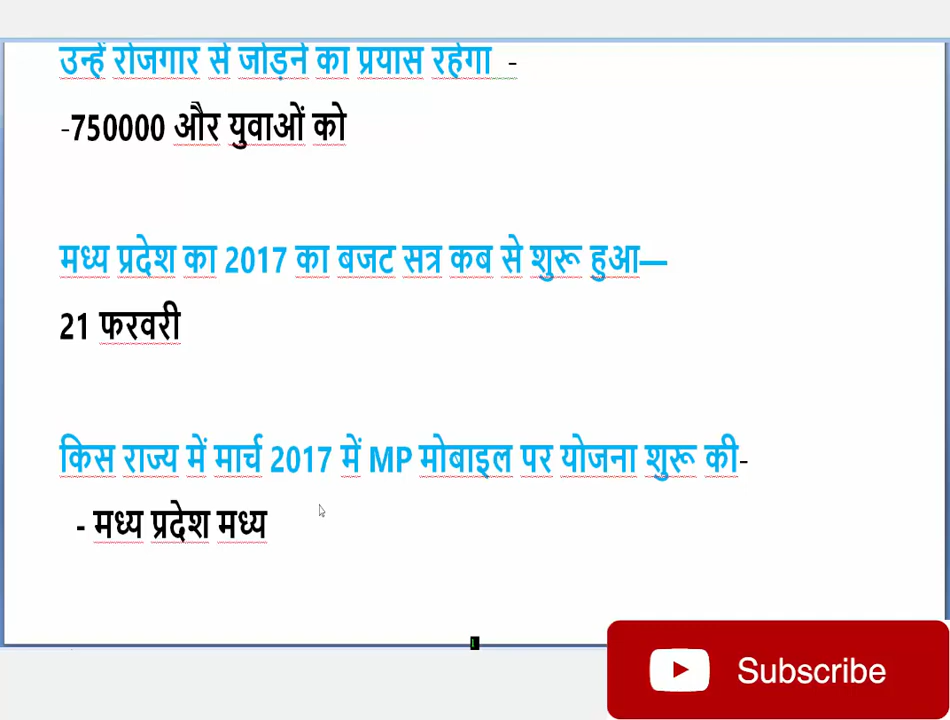 उन्हें रोजगार से जोड़ने का प्रयास रहेगा -
-750000 और युवाओं को
मध्य प्रदेश का 2017 का बजट सत्र कब से शुरू हुआ—
21 फरवरी
किस राज्य में मार्च 2017 में MP मोबाइल पर योजना शुरू की-
- मध्य प्रदेश मध्य
Subscribe